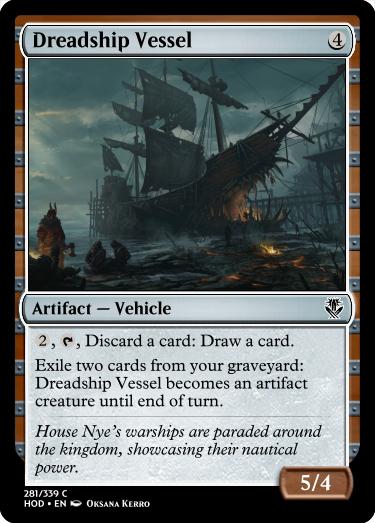 Dreadship Vessel 4
Artifact — Vehicle
2, T, Discard a card: Draw a card.
Exile two cards from your graveyard:
Dreadship Vessel becomes an artifact
creature until end of turn.
House Nye's warships are paraded around
the kingdom, showcasing their nautical
power.
5/4
281/339 C
HOD • EN Oksana Kerro